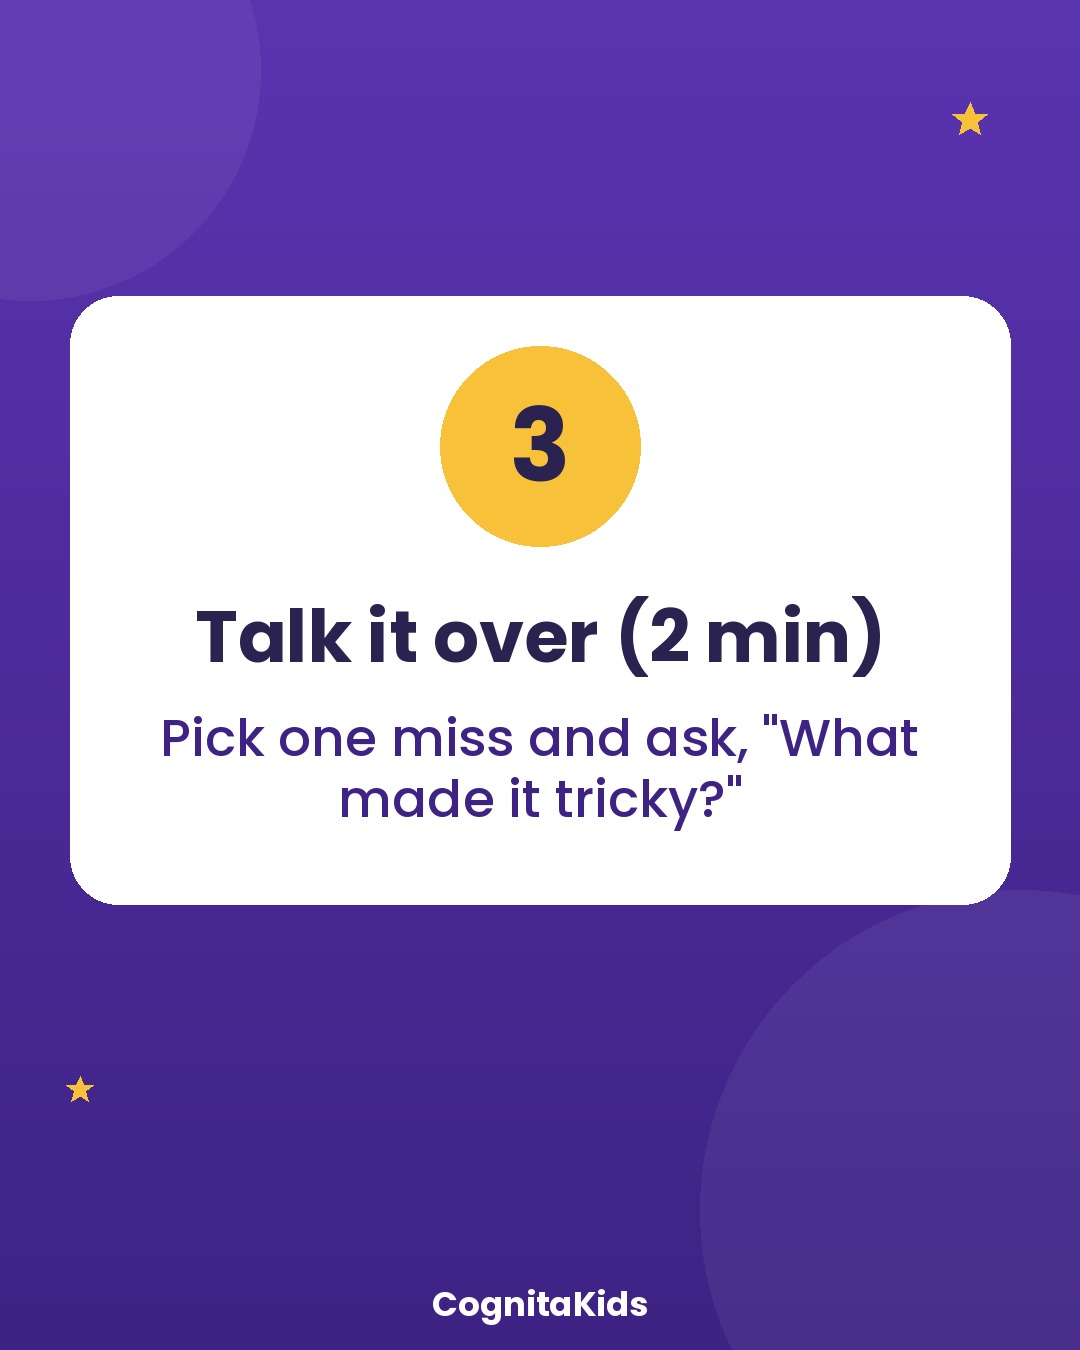 3
Talk it over (2 min)
Pick one miss and ask, "What
made it tricky?"
CognitaKids